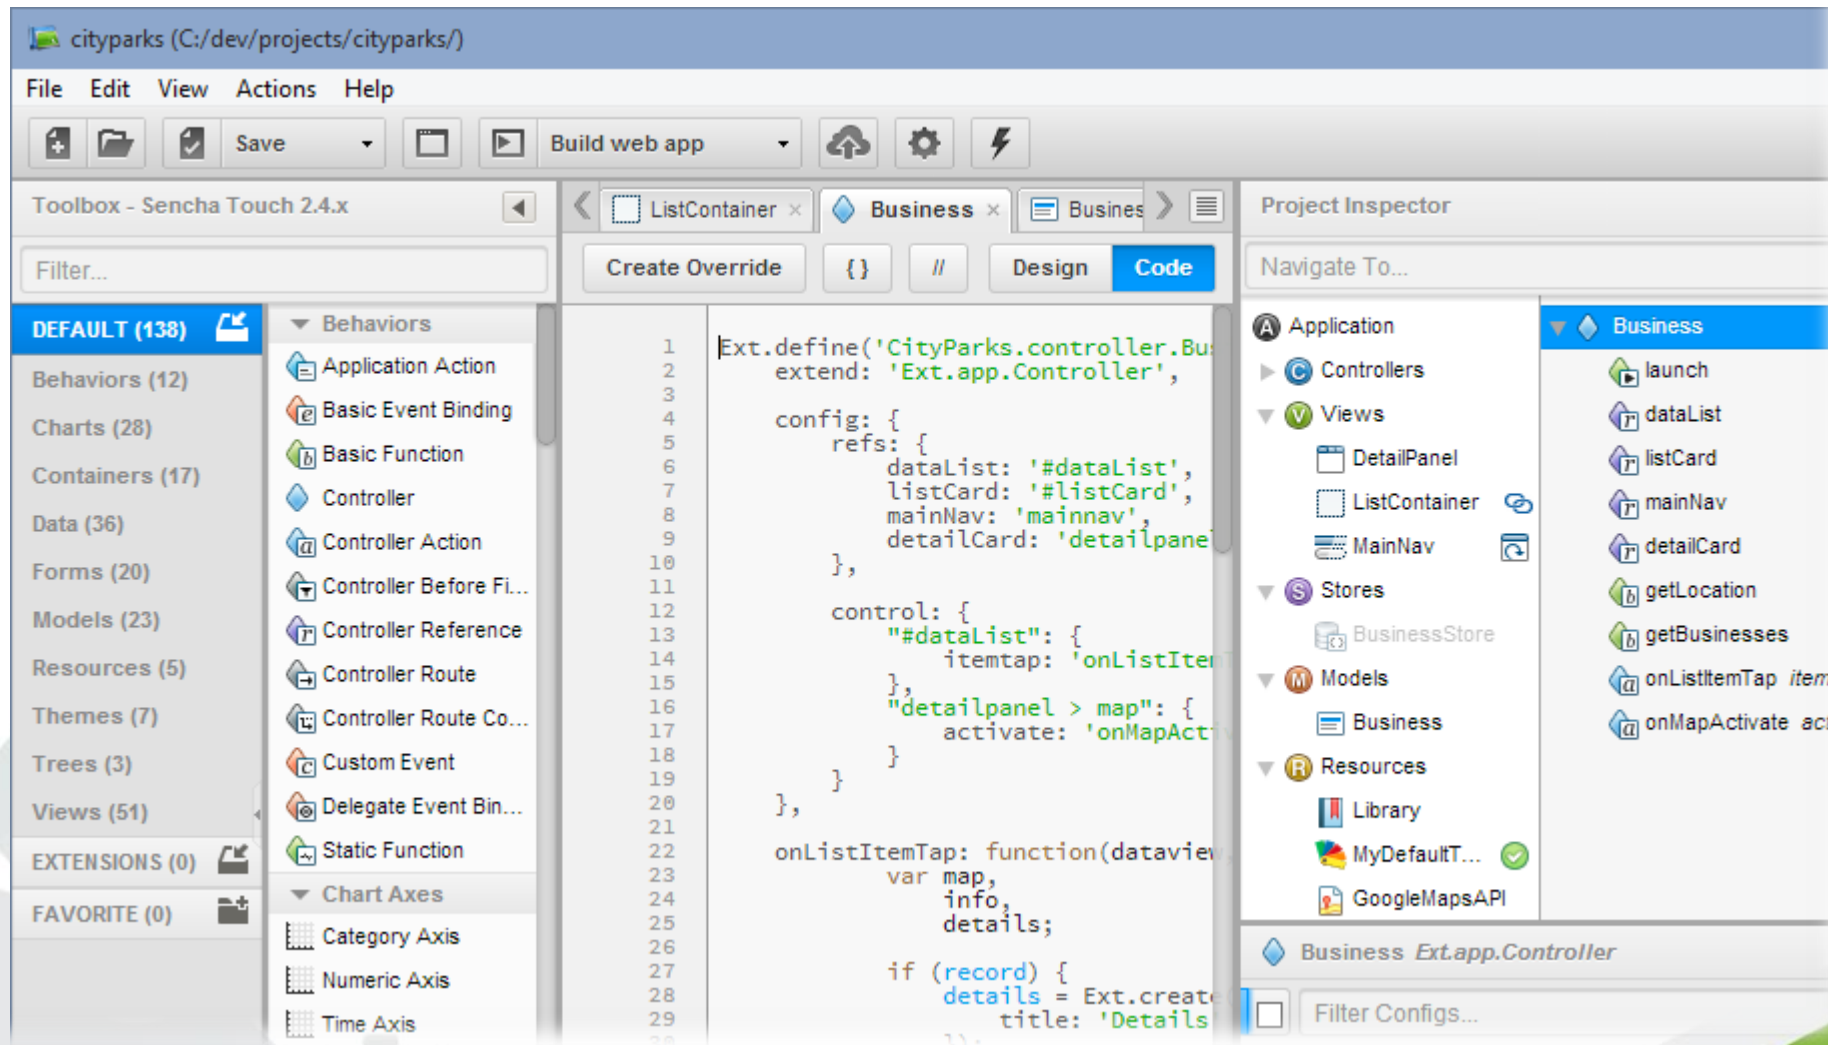 cityparks (C:/dev/projects/cityparks/)
File Edit View Actions Help
Save Build web app
Toolbox - Sencha Touch 2.4.x
Filter...
DEFAULT (138)
Behaviors (12)
Charts (28)
Containers (17)
Data (36)
Forms (20)
Models (23)
Resources (5)
Themes (7)
Trees (3)
Views (51)
EXTENSIONS (0)
FAVORITE (0)
Behaviors
Application Action
Basic Event Binding
Basic Function
Controller
Controller Action
Controller Before Fi...
Controller Reference
Controller Route
Controller Route Co...
Custom Event
Delegate Event Bin...
Static Function
Chart Axes
Category Axis
Numeric Axis
Time Axis
ListContainer × Business × Busines
Create Override { } // Design Code
1 Ext.define('CityParks.controller.Bu
2 extend: 'Ext.app.Controller',
3
4 config: {
5 refs: {
6 dataList: '#dataList',
7 listCard: '#listCard',
8 mainNav: 'mainnav',
9 detailCard: 'detailpane
10 },
11
12 control: {
13 "#dataList": {
14 itemtap: 'onListIten
15 },
16 "detailpanel > map": {
17 activate: 'onMapActi
18 }
19 }
20 },
21
22 onListItemTap: function(dataview,
23 var map,
24 info,
25 details;
26
27 if (record) {
28 details = Ext.create
29 title: 'Details'
Project Inspector
Navigate To...
Application
Controllers
Views
DetailPanel
ListContainer
MainNav
Stores
BusinessStore
Models
Business
Resources
Library
MyDefaultT...
GoogleMapsAPI
Business
launch
dataList
listCard
mainNav
detailCard
getLocation
getBusinesses
onListItemTap item
onMapActivate ac
Business Ext.app.Controller
Filter Configs...